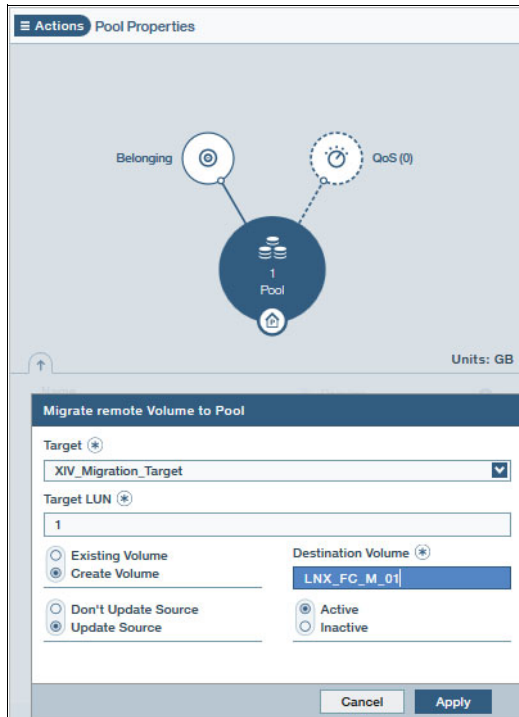 Actions Pool Properties
Belonging
QoS (0)
1
Pool
Units: GB
Name
Migrate remote Volume to Pool
Target
XIV_Migration_Target
Target LUN
1
Existing Volume
Create Volume
Destination Volume
LNX_FC_M_01
Don't Update Source
Update Source
Active
Inactive
Cancel Apply